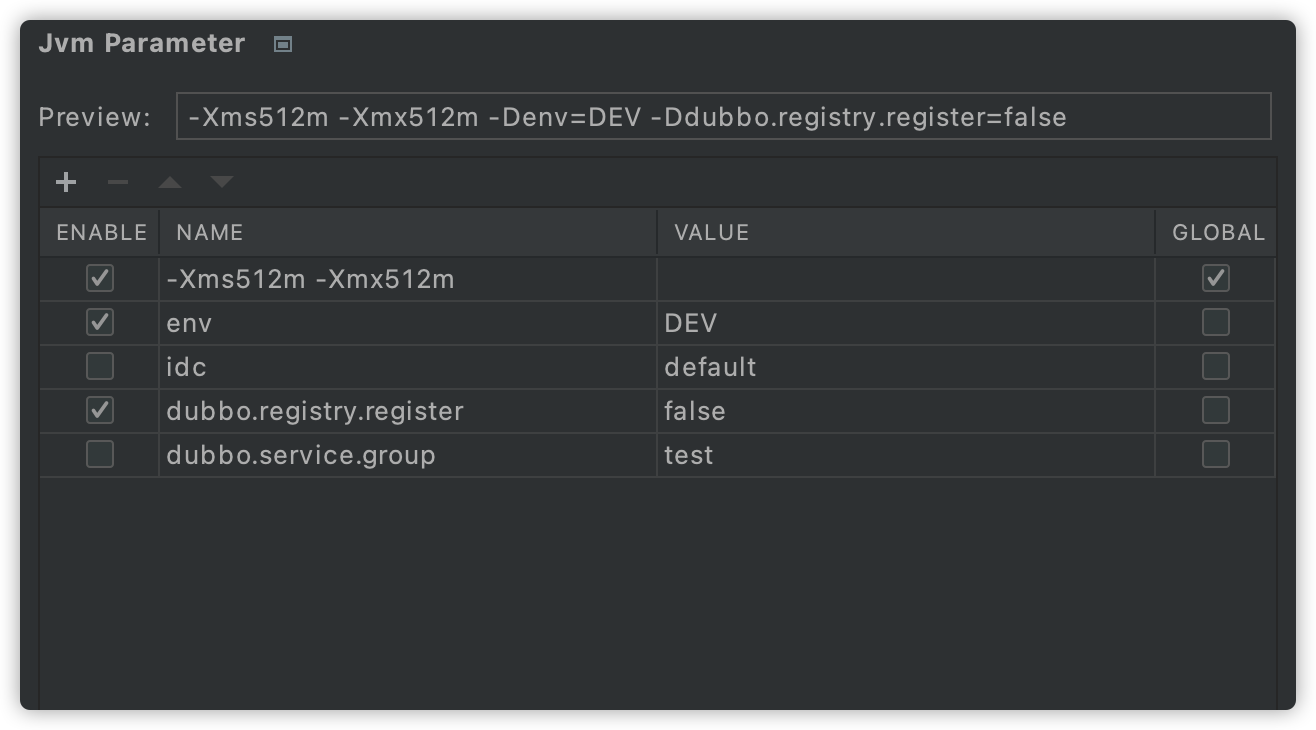 Jvm Parameter
Preview: -Xms512m -Xmx512m -Denv=DEV -Ddubbo.registry.register=false
ENABLE NAME VALUE GLOBAL
-Xms512m -Xmx512m
env DEV
idc default
dubbo.registry.register false
dubbo.service.group test